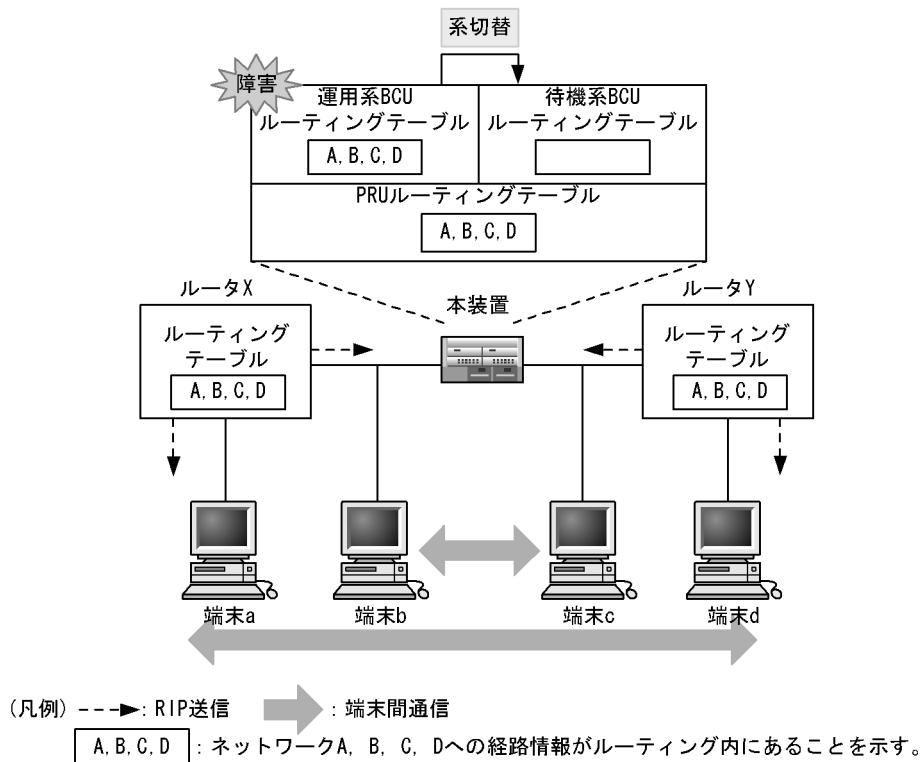 系切替
障害
運用系BCU
ルーティングテーブル
A, B, C, D
待機系BCU
ルーティングテーブル
PRUルーティングテーブル
A, B, C, D
ルータX
本装置
ルータY
ルーティング
テーブル
A, B, C, D
ルーティング
テーブル
A, B, C, D
端末a
端末b
端末c
端末d
(凡例)
:RIP送信
:端末間通信
A, B, C, D
:ネットワークA, B, C, Dへの経路情報がルーティング内にあることを示す。